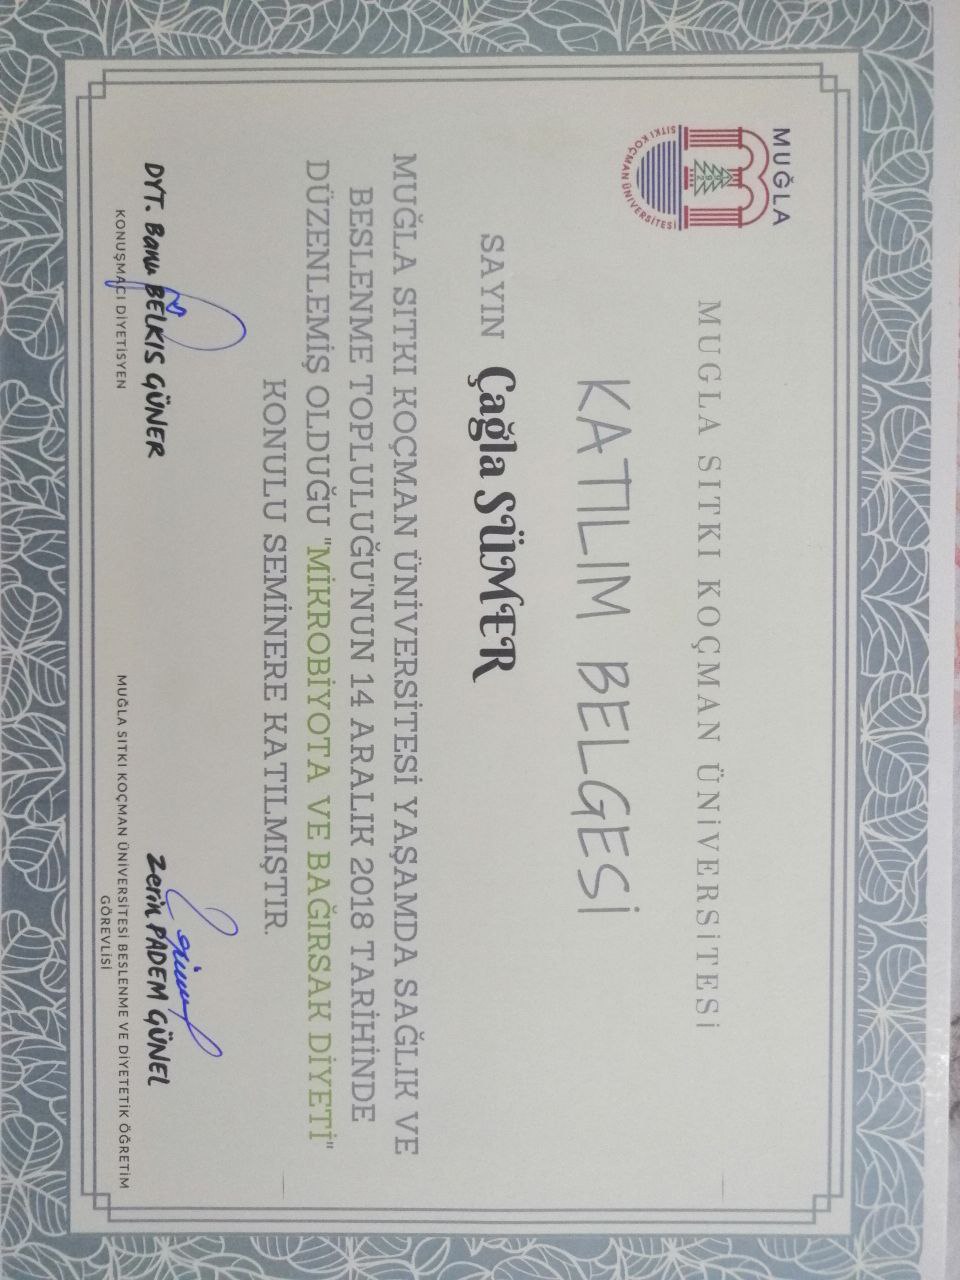 MUĞLA
1992
SITKI KOÇMAN ÜNİVERSİTESİ
MUGLA SITKI KOÇMAN ÜNİVERSİTESİ
KATILIM BELGESİ
SAYIN Çağla SÜMER
MUĞLA SITKI KOÇMAN ÜNİVERSİTESİ YAŞAMDA SAĞLIK VE
BESLENME TOPLULUĞU'NUN 14 ARALIK 2018 TARİHİNDE
DÜZENLEMİŞ OLDUĞU "MİKROBİYOTA VE BAĞIRSAK DİYETİ"
KONULU SEMİNERE KATILMIŞTIR.
DYT. Banu BELKIS GÜNER
KONUŞMACI DİYETİSYEN
Zerin PADEM GÜNEL
MUĞLA SITKI KOÇMAN ÜNİVERSİTESİ BESLENME VE DİYETETİK ÖĞRETİM
GÖREVLİSİ